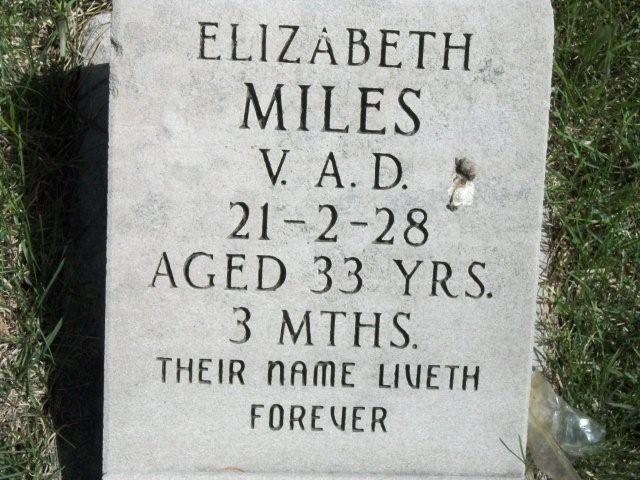 ELIZABETH
MILES
V. A. D.
21-2-28
AGED 33 YRS.
3 MTHS.
THEIR NAME LIVETH
FOREVER